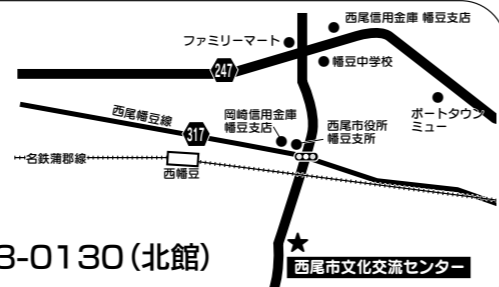 西尾信用金庫 幡豆支店
ファミリーマート
幡豆中学校
247
ポートタウン
ミュー
西尾幡豆線
317
岡崎信用金庫
幡豆支店
西尾市役所
幡豆支所
名鉄蒲郡線
西幡豆
3-0130(北館)
西尾市文化交流センター